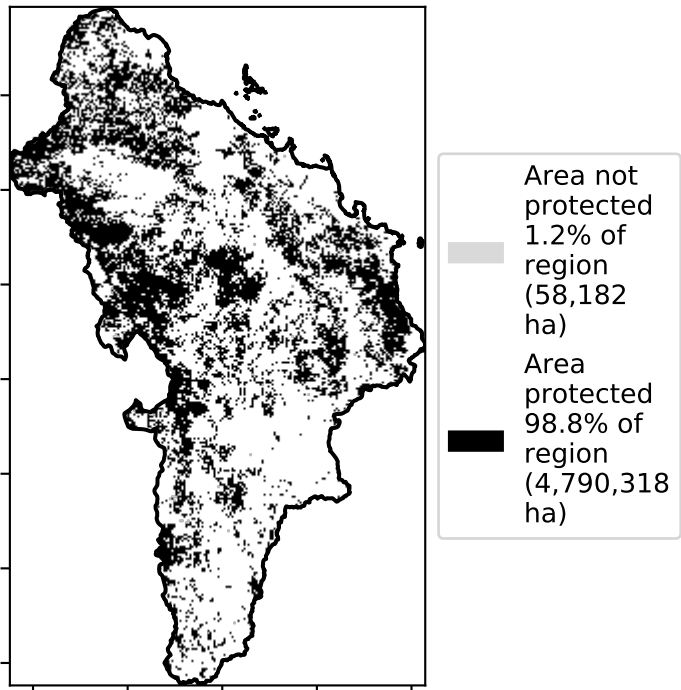 Area not
protected
1.2% of
region
(58,182
ha)
Area
protected
98.8% of
region
(4,790,318
ha)